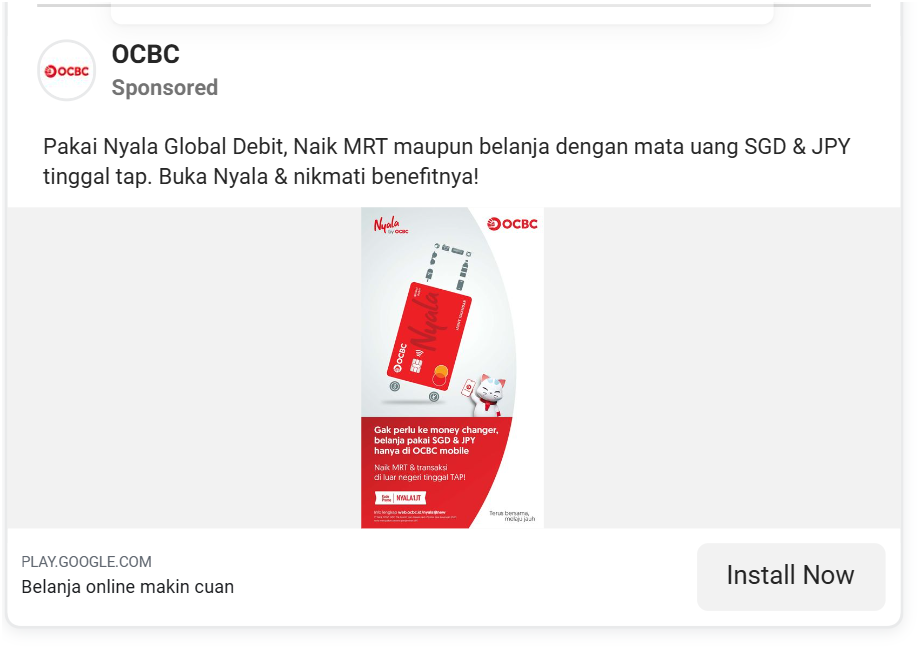 OCBC
OCBC
Sponsored
Pakai Nyala Global Debit, Naik MRT maupun belanja dengan mata uang SGD & JPY
tinggal tap. Buka Nyala & nikmati benefitnya!
Nyala
by OCBC
OCBC
Nyala
OCBC
Gak perlu ke money changer,
belanja pakai SGD & JPY
hanya di OCBC mobile
Naik MRT & transaksi
di luar negeri tinggal TAP!
NYALA1JT
Terus bersama,
melaju jauh
PLAY.GOOGLE.COM
Belanja online makin cuan
Install Now